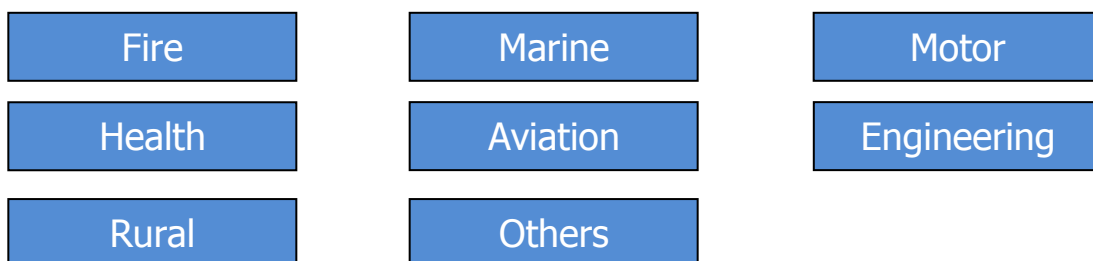 Fire
Marine
Motor
Health
Aviation
Engineering
Rural
Others